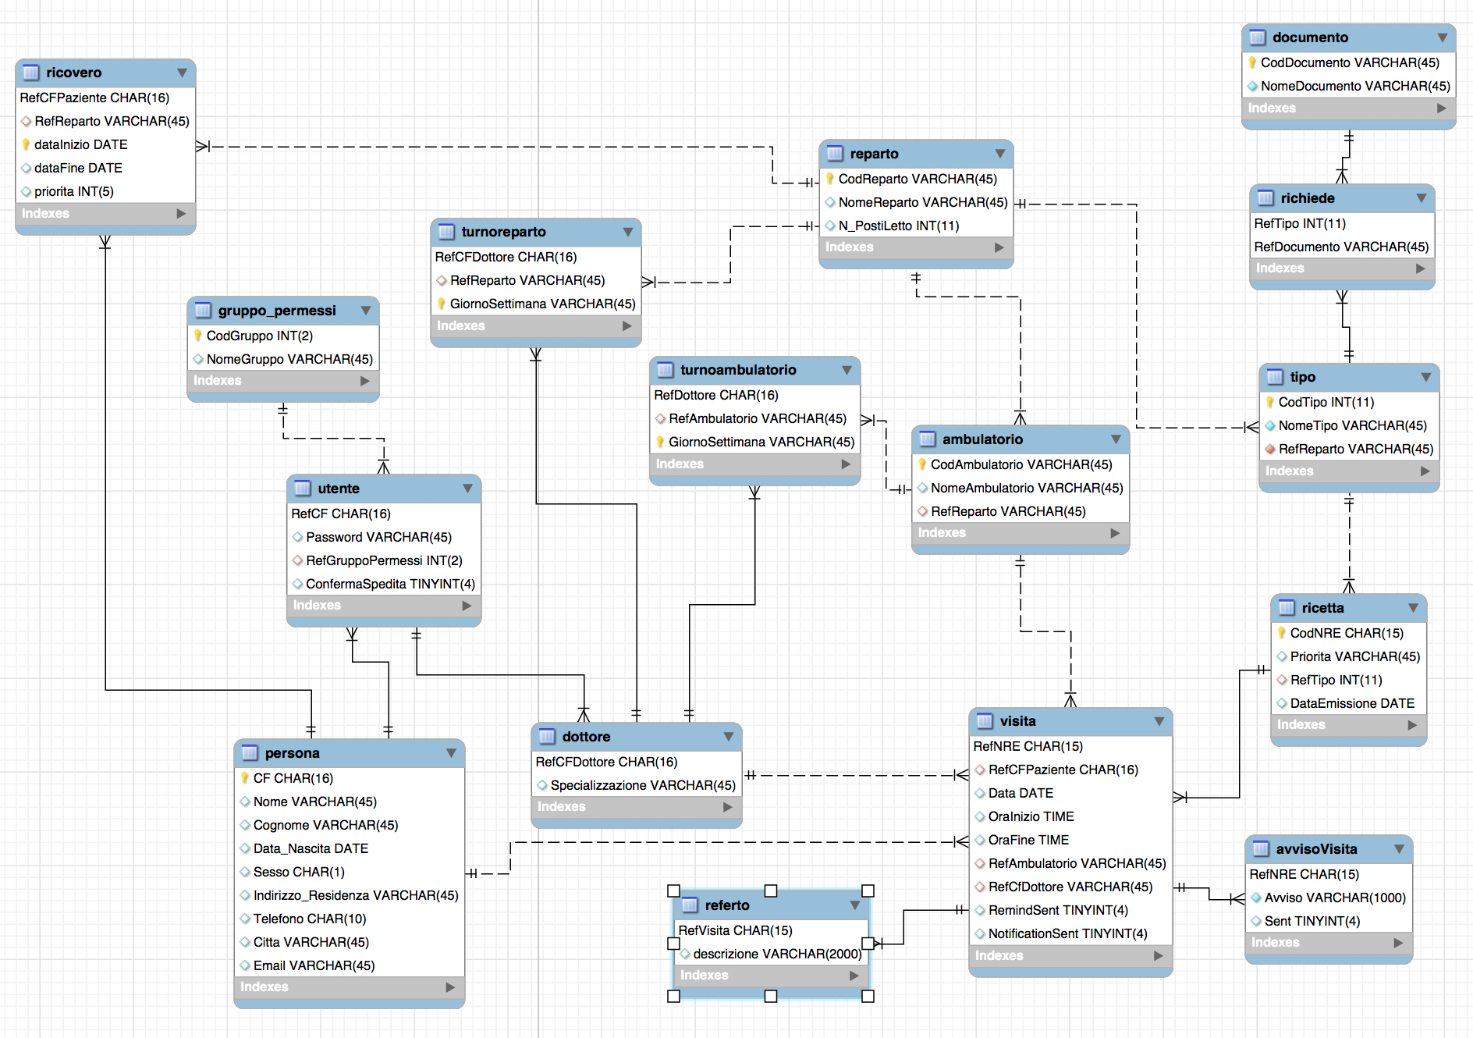 documento
CodDocumento VARCHAR(45)
NomeDocumento VARCHAR(45)
Indexes
ricovero
RefCFPaziente CHAR(16)
RefReparto VARCHAR(45)
dataInizio DATE
dataFine DATE
priorita INT(5)
Indexes
reparto
CodReparto VARCHAR(45)
NomeReparto VARCHAR(45)
N_PostiLetto INT(11)
Indexes
richiede
RefTipo INT(11)
RefDocumento VARCHAR(45)
Indexes
turnoreparto
RefCFDottore CHAR(16)
RefReparto VARCHAR(45)
GiornoSettimana VARCHAR(45)
Indexes
gruppo_permessi
CodGruppo INT(2)
NomeGruppo VARCHAR(45)
Indexes
turnoambulatorio
RefDottore CHAR(16)
RefAmbulatorio VARCHAR(45)
GiornoSettimana VARCHAR(45)
Indexes
tipo
CodTipo INT(11)
NomeTipo VARCHAR(45)
RefReparto VARCHAR(45)
Indexes
ambulatorio
CodAmbulatorio VARCHAR(45)
NomeAmbulatorio VARCHAR(45)
RefReparto VARCHAR(45)
Indexes
utente
RefCF CHAR(16)
Password VARCHAR(45)
RefGruppoPermessi INT(2)
ConfermaSpedita TINYINT(4)
Indexes
ricetta
CodNRE CHAR(15)
Priorita VARCHAR(45)
RefTipo INT(11)
DataEmissione DATE
Indexes
persona
CF CHAR(16)
Nome VARCHAR(45)
Cognome VARCHAR(45)
Data_Nascita DATE
Sesso CHAR(1)
Indirizzo_Residenza VARCHAR(45)
Telefono CHAR(10)
Citta VARCHAR(45)
Email VARCHAR(45)
Indexes
dottore
RefCFDottore CHAR(16)
Specializzazione VARCHAR(45)
Indexes
visita
RefNRE CHAR(15)
RefCFPaziente CHAR(16)
Data DATE
OraInizio TIME
OraFine TIME
RefAmbulatorio VARCHAR(45)
RefCfDottore VARCHAR(45)
RemindSent TINYINT(4)
NotificationSent TINYINT(4)
Indexes
avvisoVisita
RefNRE CHAR(15)
Avviso VARCHAR(1000)
Sent TINYINT(4)
Indexes
referto
RefVisita CHAR(15)
descrizione VARCHAR(2000)
Indexes